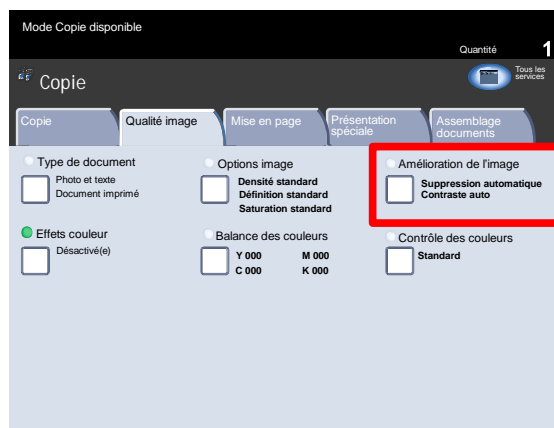 Mode Copie disponible
Quantité 1
Copie
Tous les
services
Copie
Qualité image
Mise en page
Présentation
spéciale
Assemblage
documents
Type de document
Photo et texte
Document imprimé
Options image
Densité standard
Définition standard
Saturation standard
Amélioration de l'image
Suppression automatique
Contraste auto
Effets couleur
Désactivé(e)
Balance des couleurs
Y 000 M 000
C 000 K 000
Contrôle des couleurs
Standard